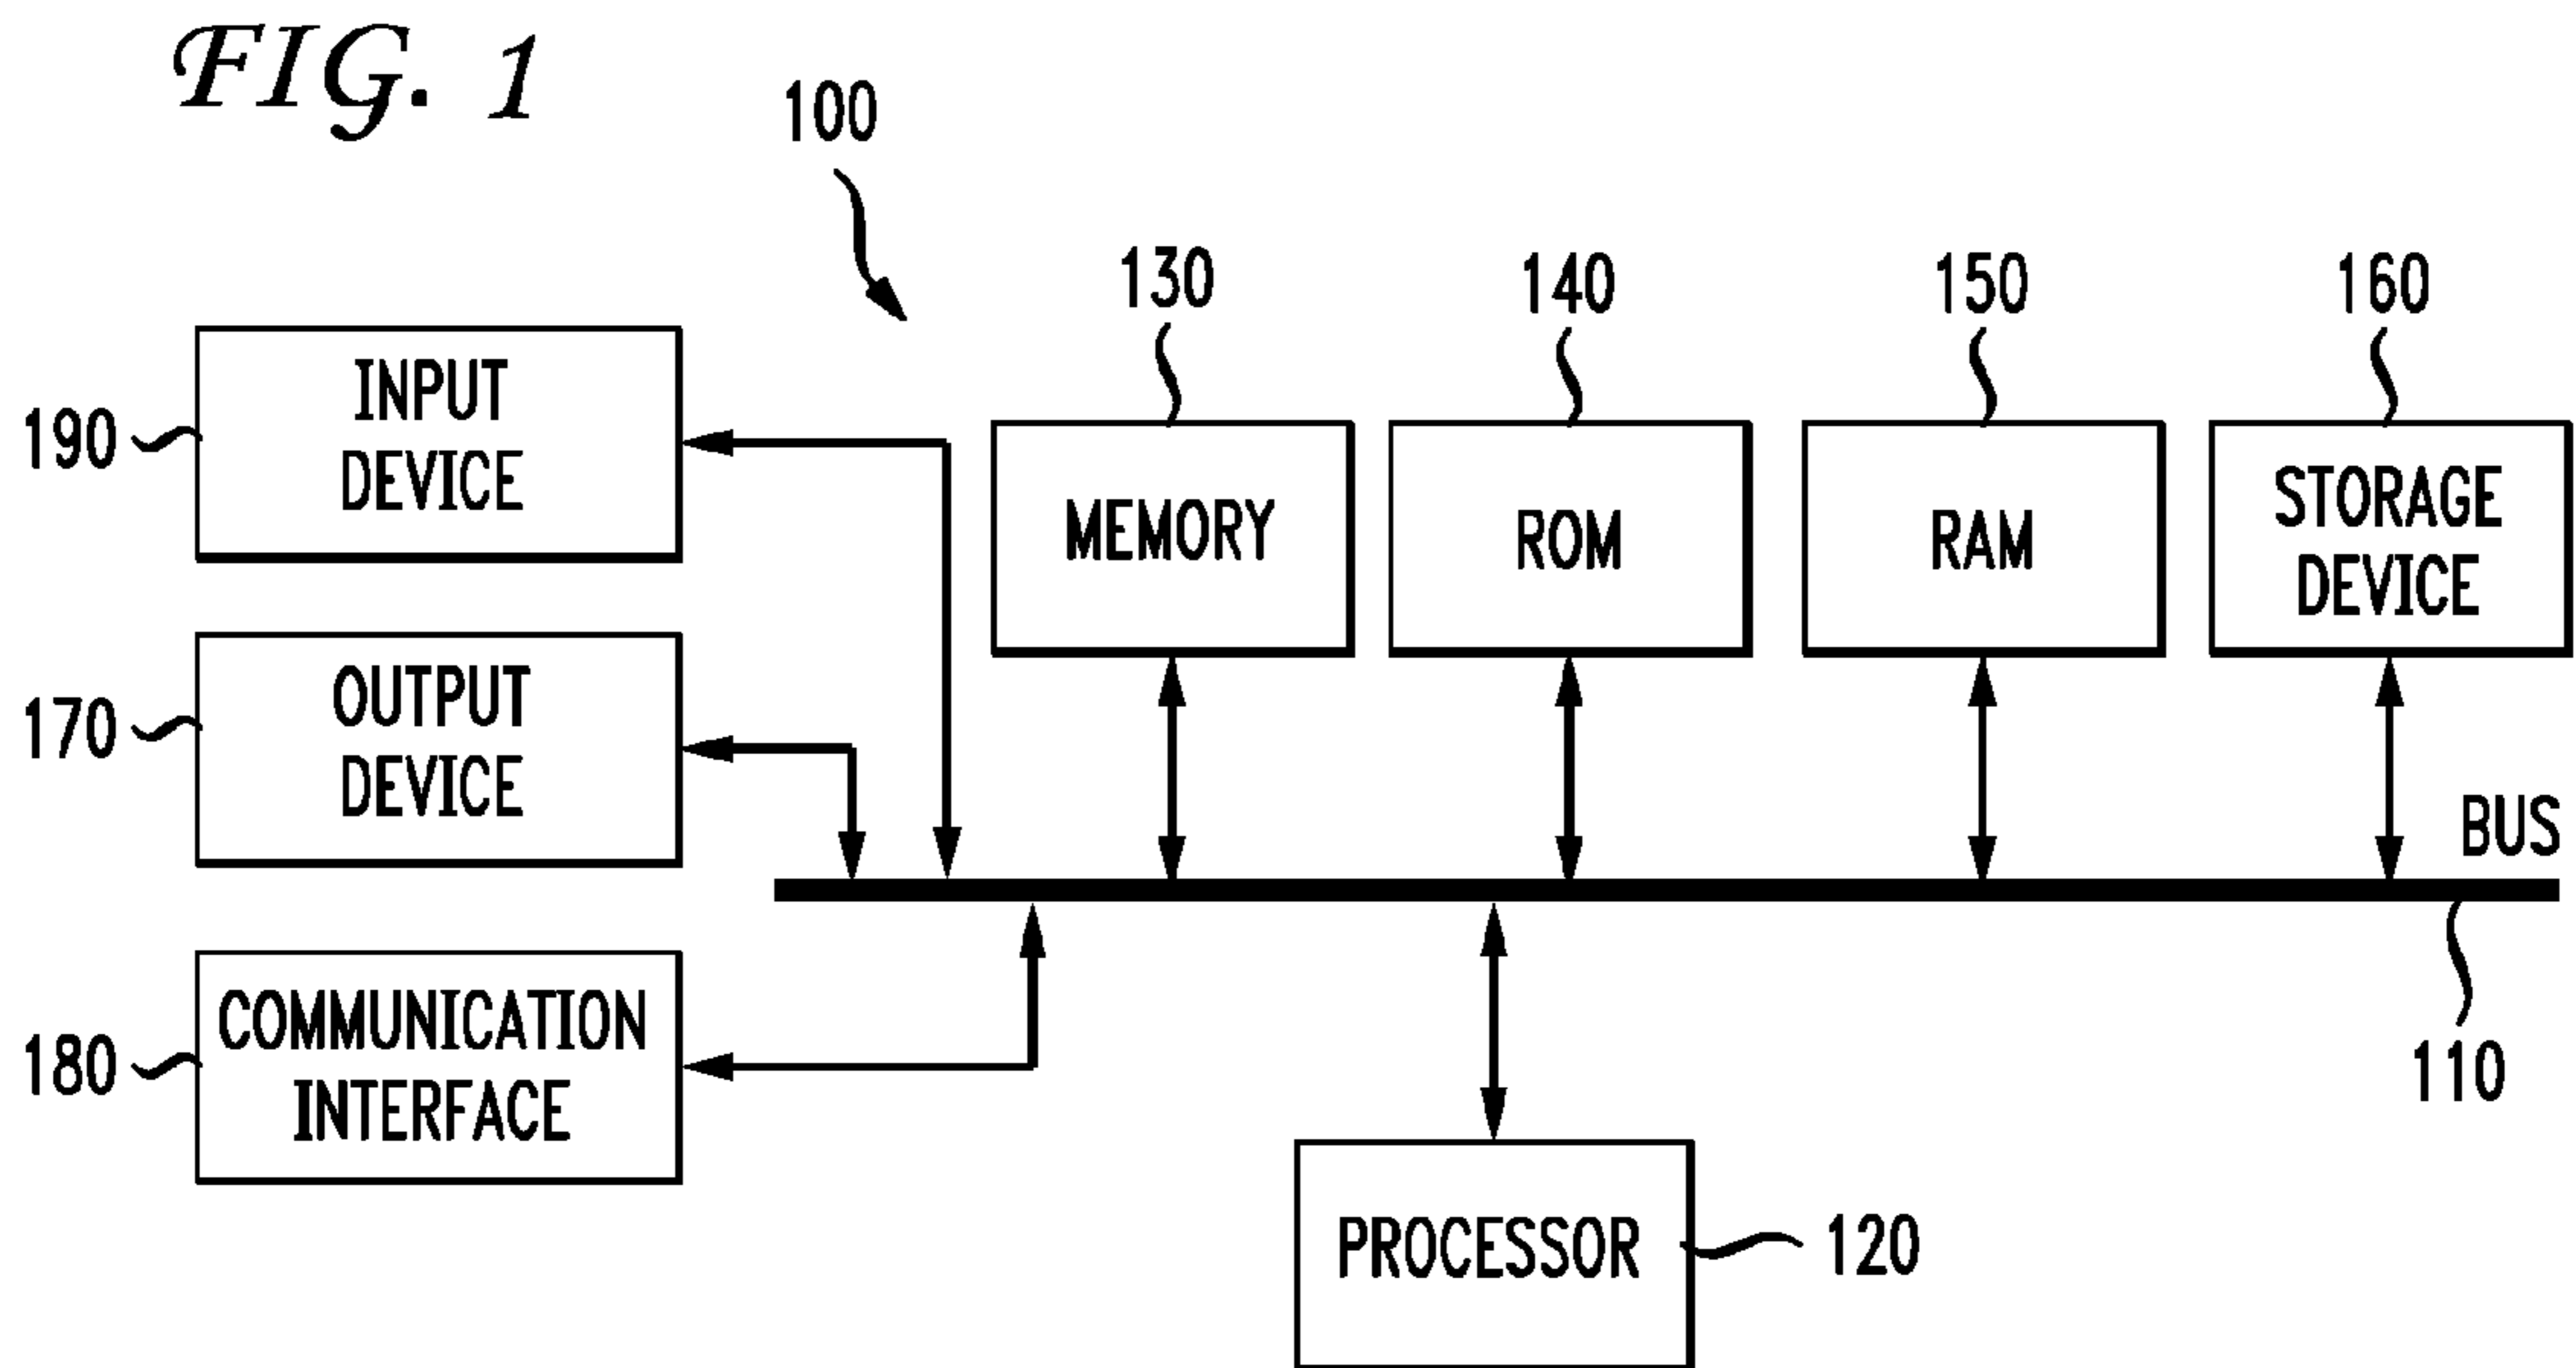 FIG. 1
100
130
140
150
160
190
INPUT
DEVICE
MEMORY
ROM
RAM
STORAGE
DEVICE
170
OUTPUT
DEVICE
BUS
180
COMMUNICATION
INTERFACE
110
PROCESSOR
120